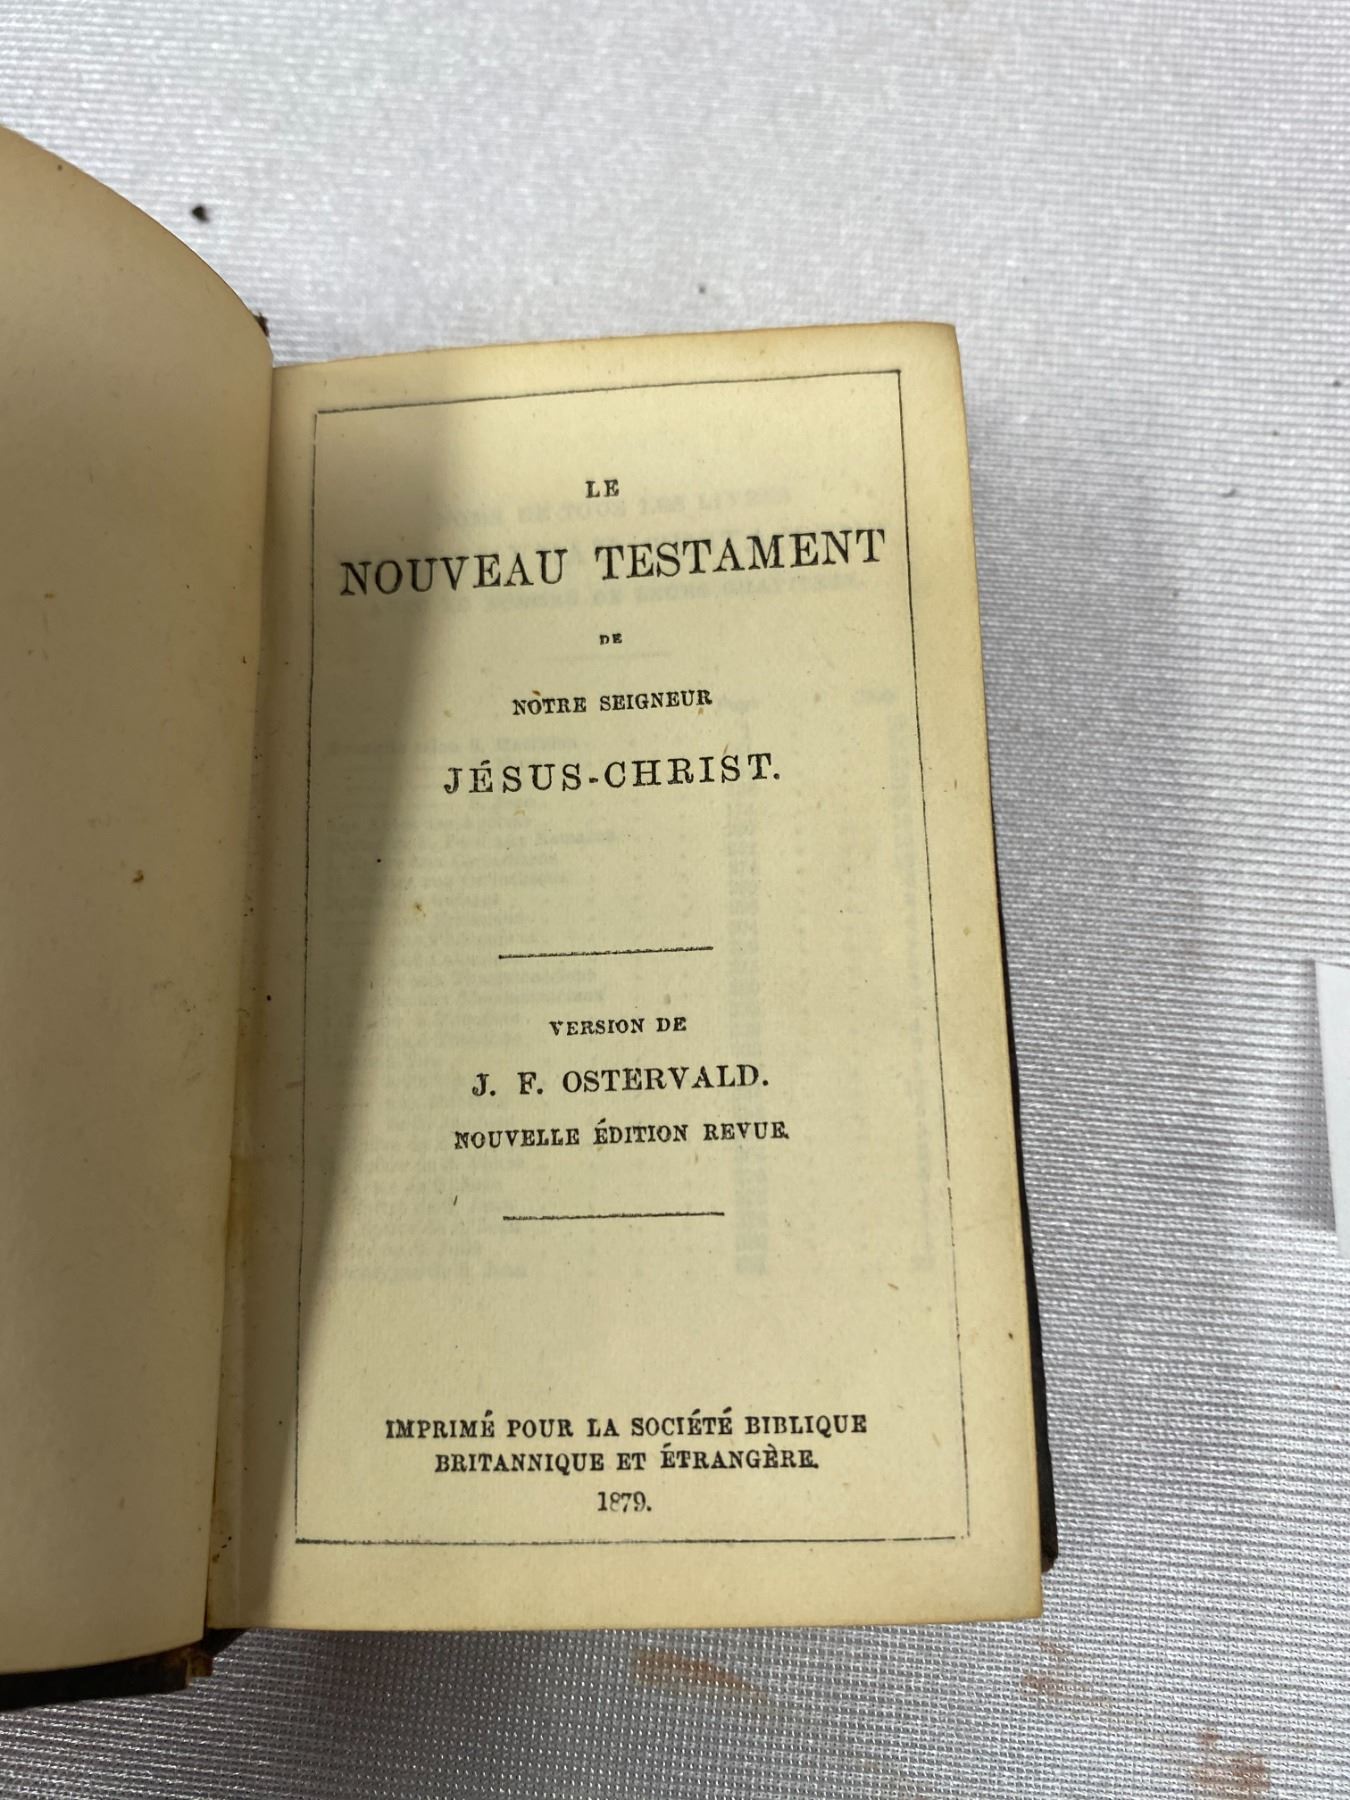 LE
NOUVEAU TESTAMENT
DE
NOTRE SEIGNEUR
JÉSUS-CHRIST.
VERSION DE
J. F. OSTERVALD.
NOUVELLE ÉDITION REVUE.
IMPRIMÉ POUR LA SOCIÉTÉ BIBLIQUE
BRITANNIQUE ET ÉTRANGÈRE.
1879.